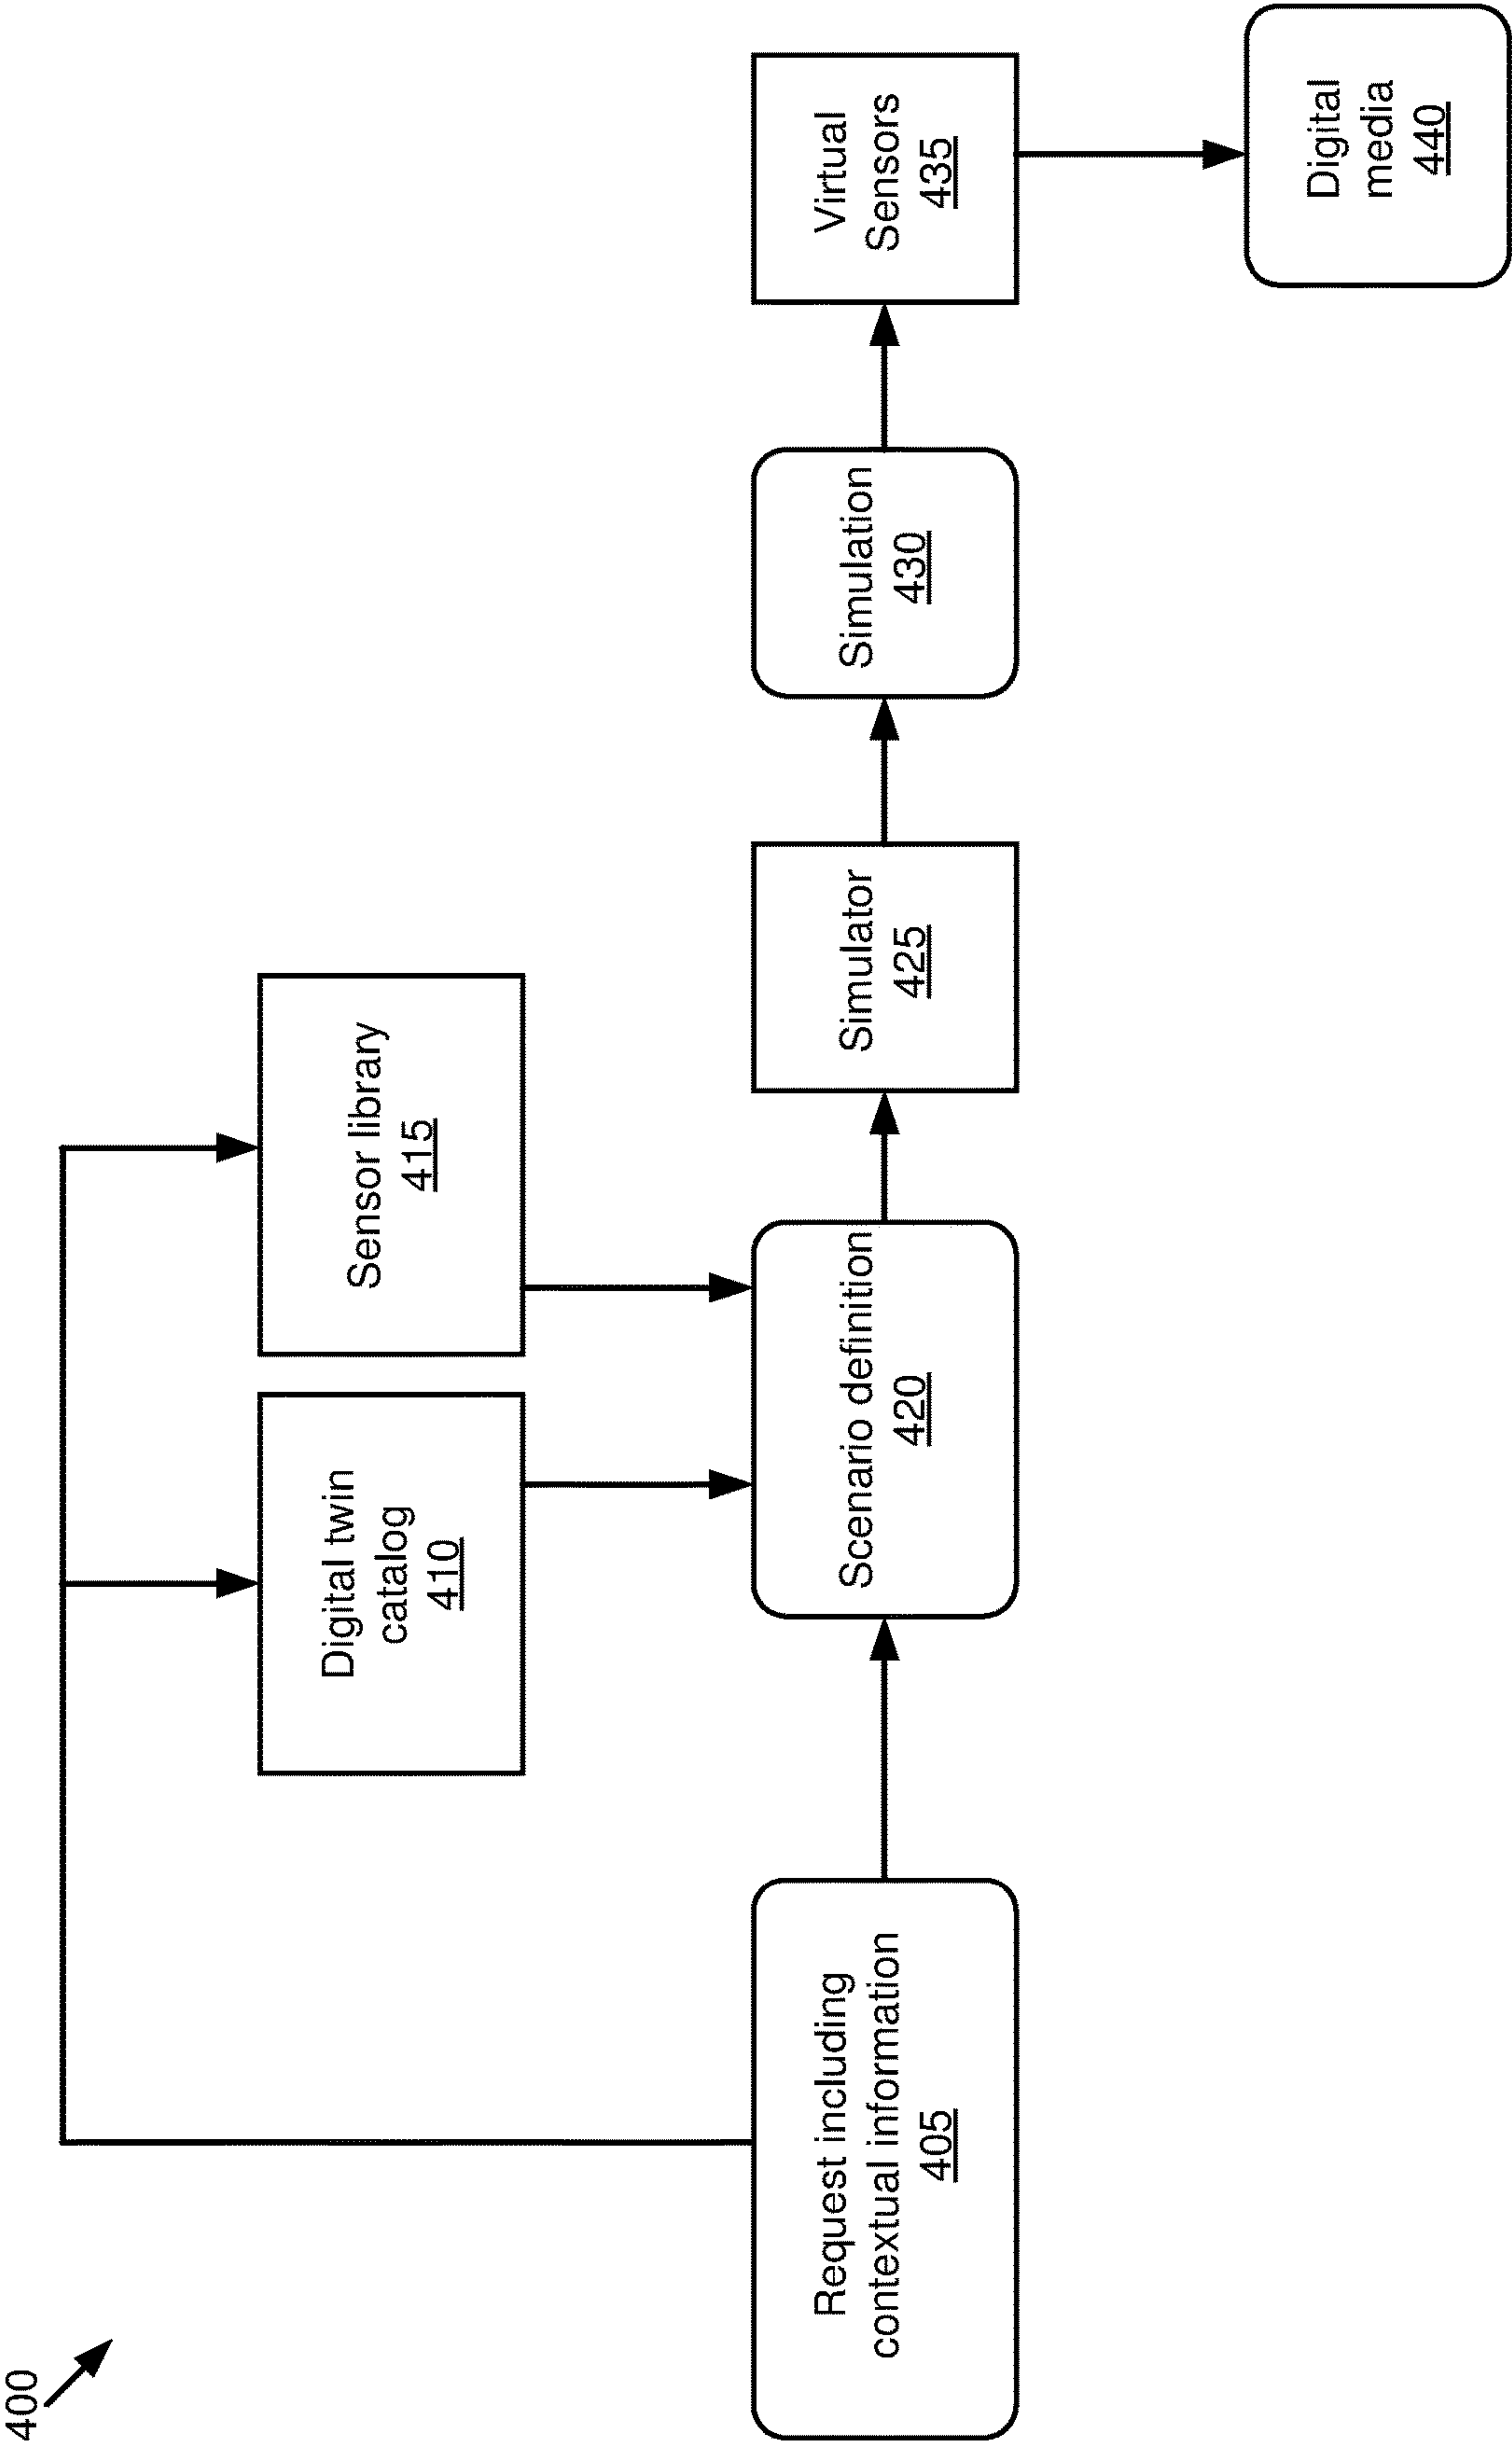 400
Request including
contextual information
405
Digital twin
catalog
410
Sensor library
415
Scenario definition
420
Simulator
425
Simulation
430
Virtual
Sensors
435
Digital
media
440